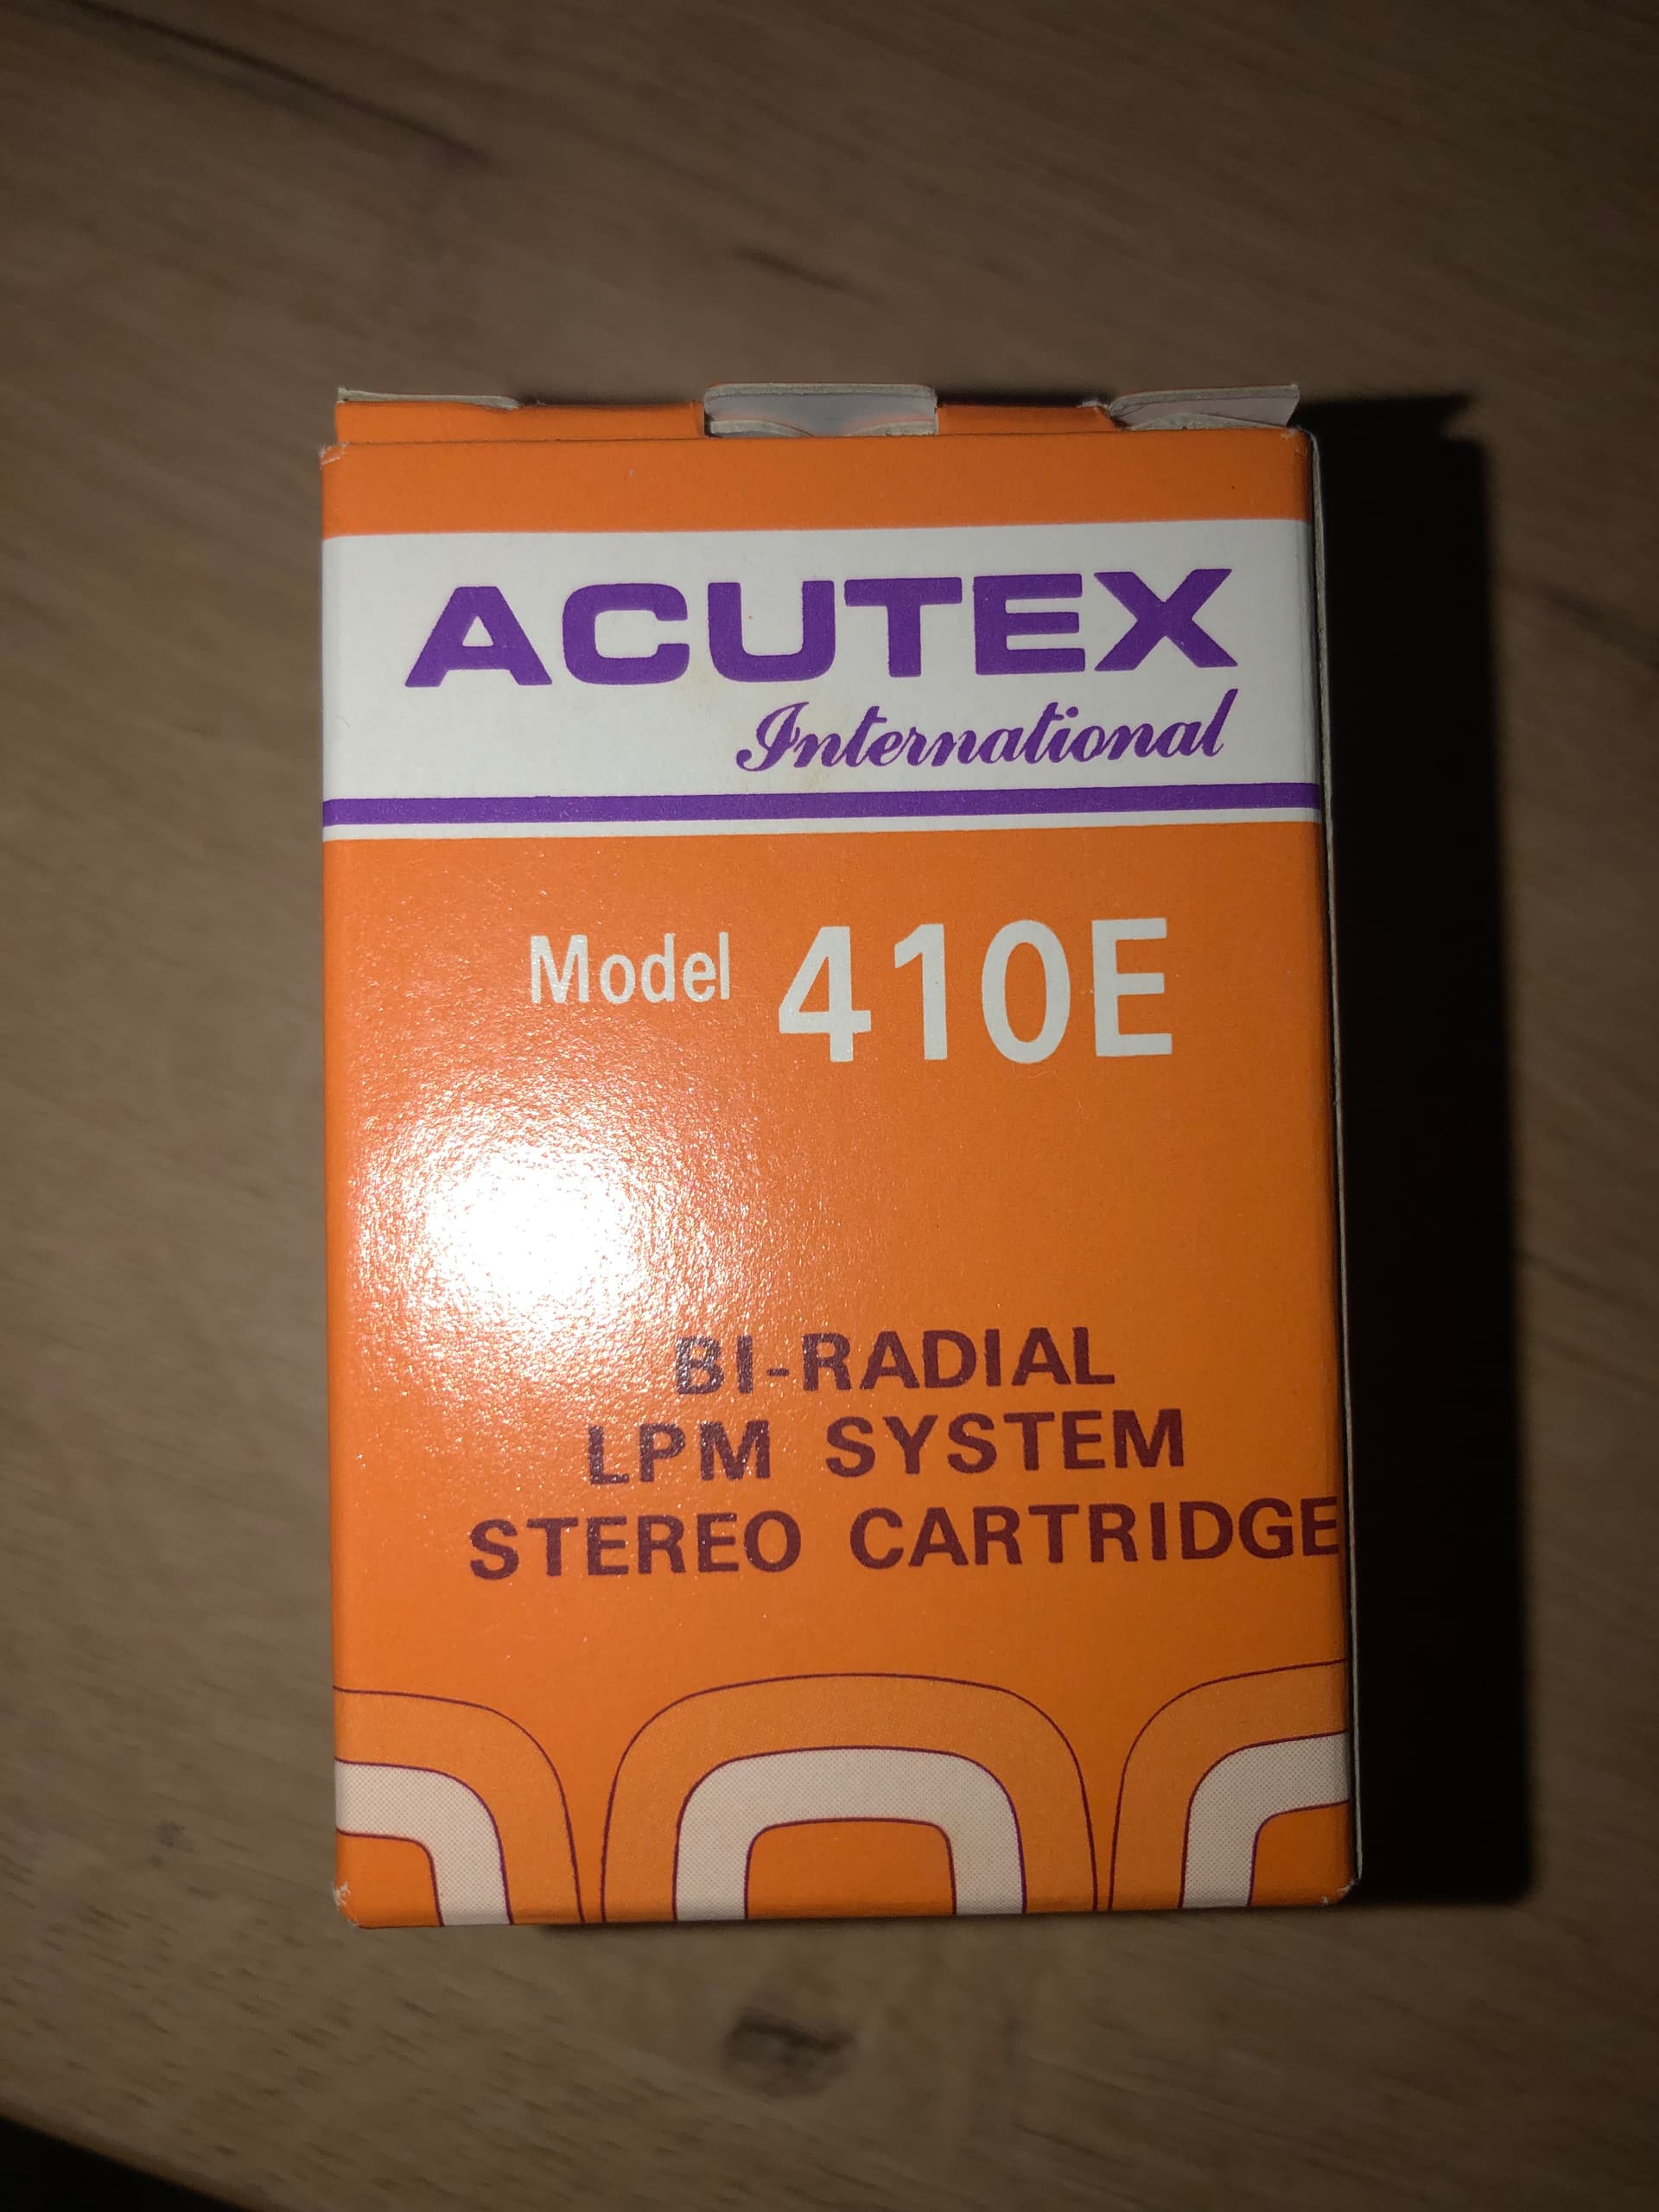 ACUTEX
International
Model 410E
BI-RADIAL
LPM SYSTEM
STEREO CARTRIDGE